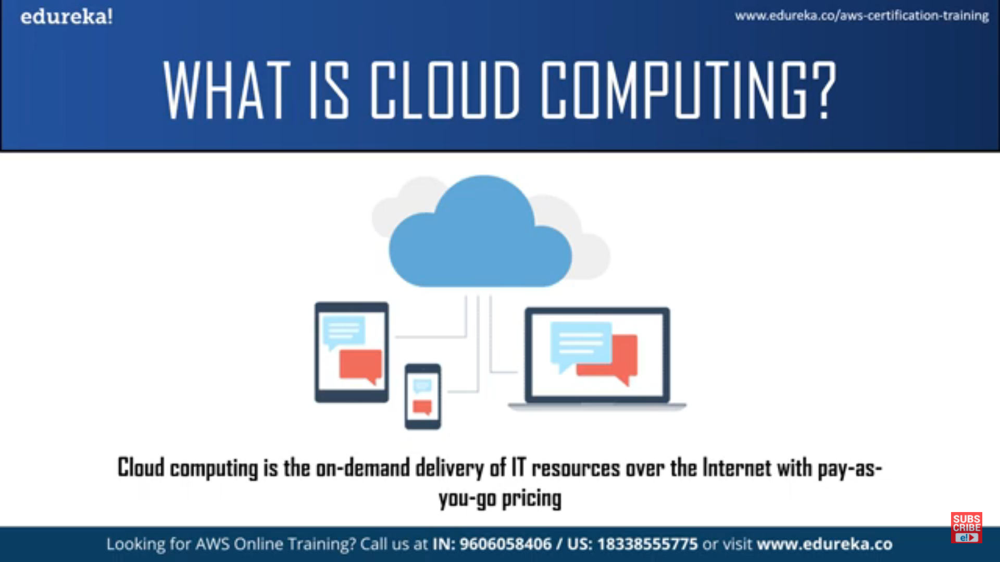 edureka!
www.edureka.co/aws-certification-training
WHAT IS CLOUD COMPUTING?
Cloud computing is the on-demand delivery of IT resources over the Internet with pay-as-
you-go pricing
SUBS
CRIBE
e!
Looking for AWS Online Training? Call us at IN: 9606058406 / US: 18338555775 or visit www.edureka.co